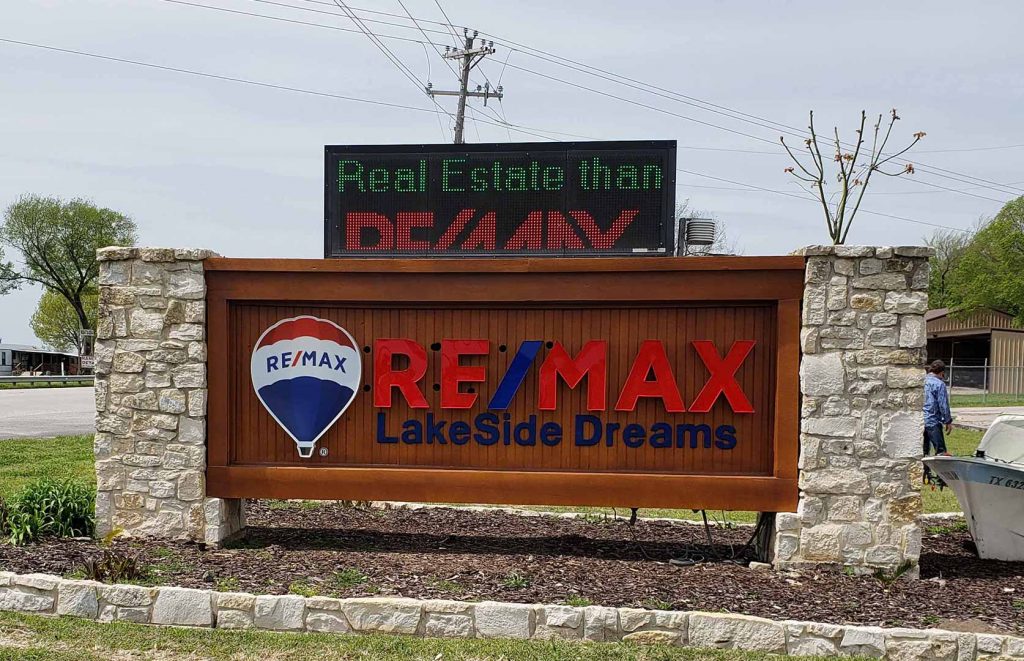 Real Estate than
RE/MAX
RE/MAX
®
RE/MAX
LakeSide Dreams